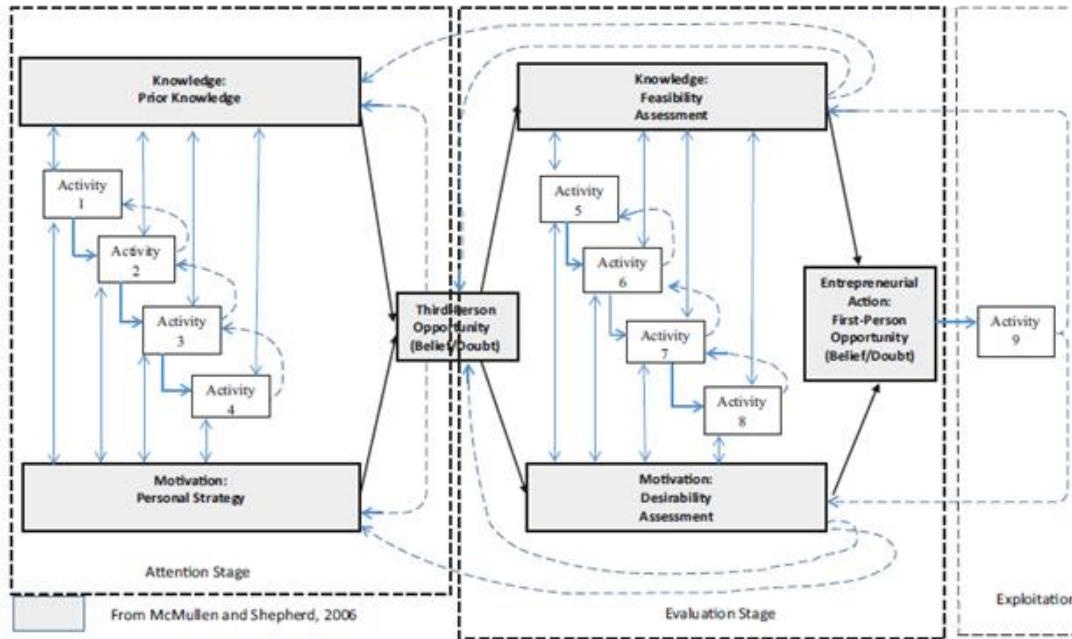 Knowledge:
Prior Knowledge
Activity
1
Activity
2
Activity
3
Activity
4
Motivation:
Personal Strategy
Attention Stage
From McMullen and Shepherd, 2006
Third-Person
Opportunity
(Belief/Doubt)
Knowledge:
Feasibility
Assessment
Activity
5
Activity
6
Activity
7
Activity
8
Motivation:
Desirability
Assessment
Evaluation Stage
Entrepreneurial
Action:
First-Person
Opportunity
(Belief/Doubt)
Activity
9
Exploitation